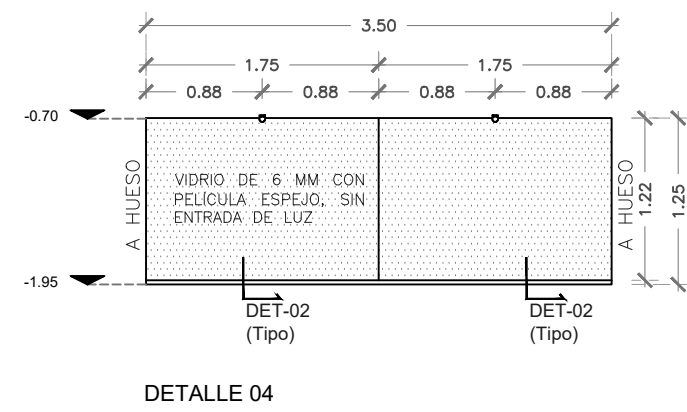 3.50
1.75 1.75
0.88 0.88 0.88 0.88
-0.70
A HUESO
VIDRIO DE 6 MM CON
PELÍCULA ESPEJO, SIN
ENTRADA DE LUZ
A HUESO
1.22
1.25
-1.95
DET-02
(Tipo)
DET-02
(Tipo)
DETALLE 04